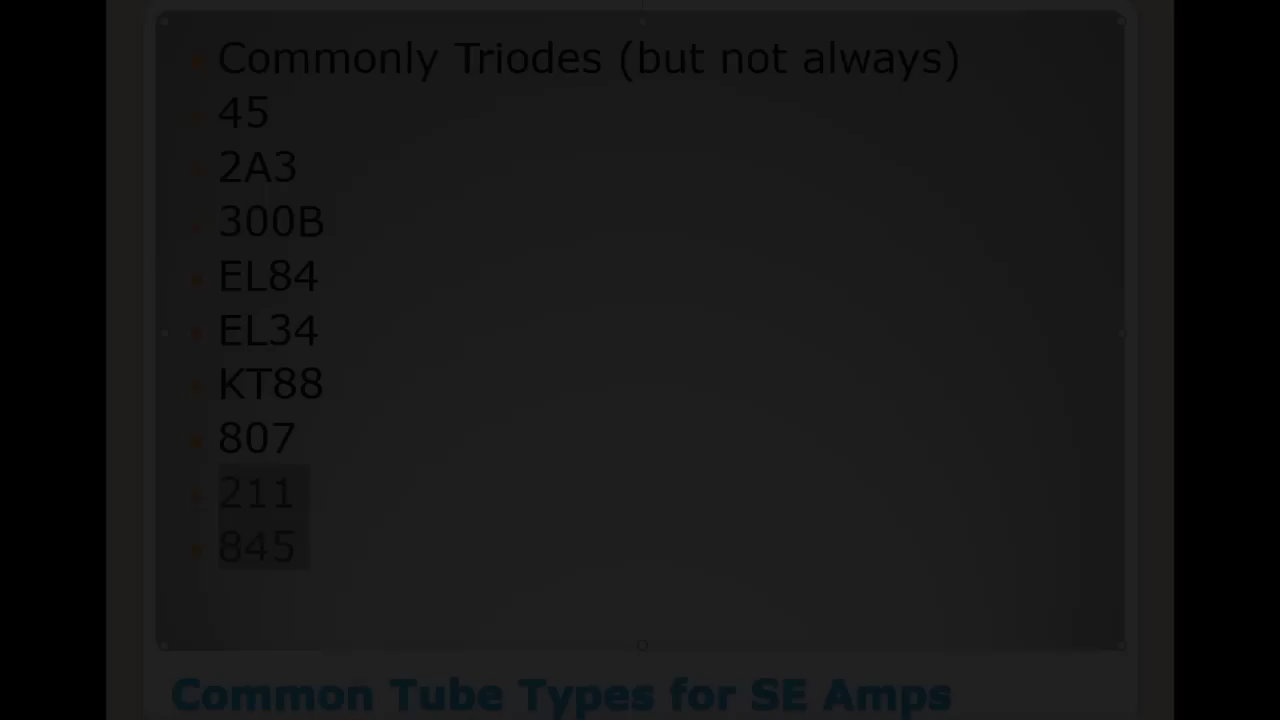 Commonly Triodes (but not always)
45
2A3
300B
EL84
EL34
KT88
807
211
845
Common Tube Types for SE Amps